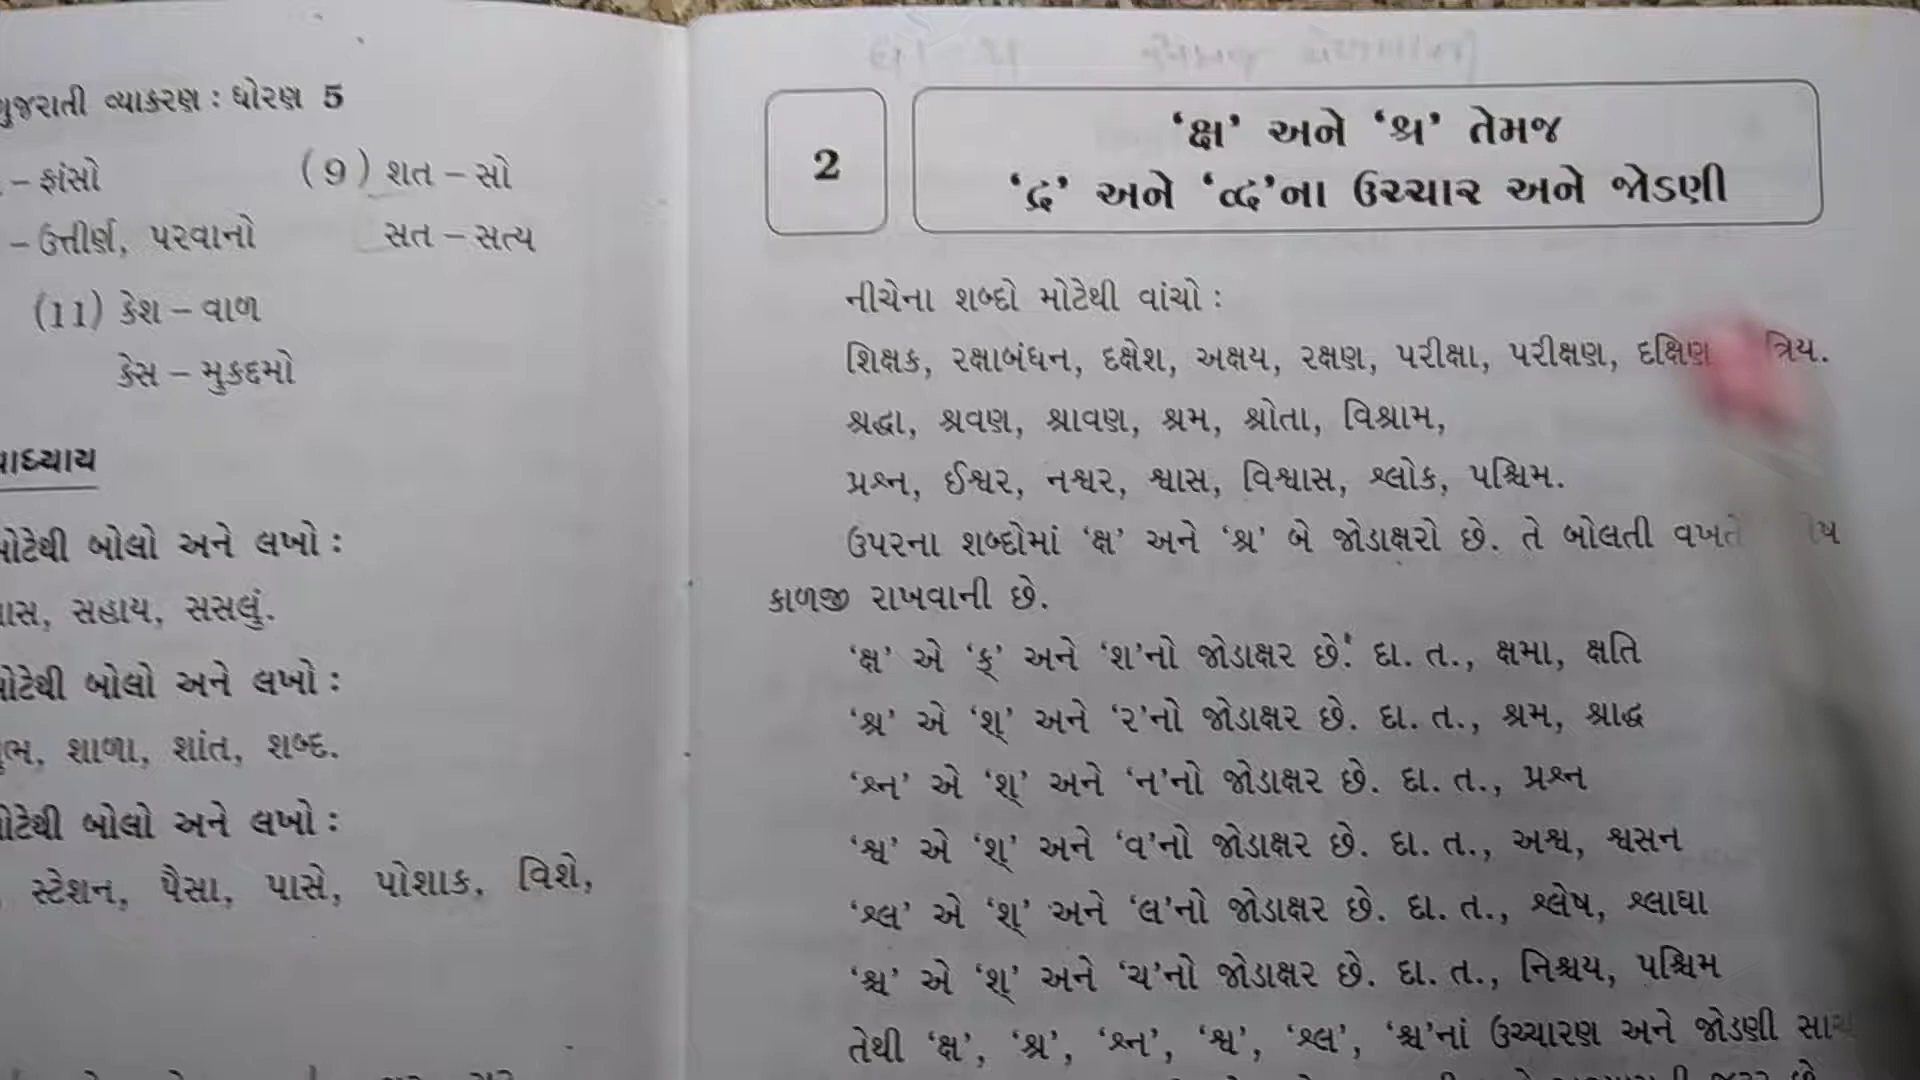 ગુજરાતી વ્યાકરણ : ધોરણ 5
– ફાંસો
(9) શત – સો
– ઉત્તીર્ણ, પરવાનો
સત – સત્ય
(11) કેશ – વાળ
કેસ – મુકદ્દમો
મોટેથી બોલો અને લખો :
સહાય, સસલું.
મોટેથી બોલો અને લખો :
શાળા, શાંત, શબ્દ.
મોટેથી બોલો અને લખો :
સ્ટેશન, પૈસા, પાસે, પોશાક, વિશે,
2
‘ક્ષ’ અને ‘શ્ર’ તેમજ
‘દ્ર’ અને ‘વ્દ’ના ઉચ્ચાર અને જોડણી
નીચેના શબ્દો મોટેથી વાંચો :
શિક્ષક, રક્ષાબંધન, દક્ષેશ, અક્ષય, રક્ષણ, પરીક્ષા, પરીક્ષણ, દક્ષિણ
શ્રદ્ધા, શ્રવણ, શ્રાવણ, શ્રમ, શ્રોતા, વિશ્રામ,
પ્રશ્ન, ઈશ્વર, નશ્વર, શ્વાસ, વિશ્વાસ, શ્લોક, પશ્ચિમ.
ઉપરના શબ્દોમાં ‘ક્ષ’ અને ‘શ્ર’ બે જોડાક્ષરો છે. તે બોલતી વખતે
કાળજી રાખવાની છે.
‘ક્ષ’ એ ‘ક્’ અને ‘શ’નો જોડાક્ષર છે. દા. ત., ક્ષમા, ક્ષતિ
‘શ્ર’ એ ‘શ્’ અને ‘ર’નો જોડાક્ષર છે. દા. ત., શ્રમ, શ્રાદ્ધ
‘શ્ન’ એ ‘શ્’ અને ‘ન’નો જોડાક્ષર છે. દા. ત., પ્રશ્ન
‘શ્વ’ એ ‘શ્’ અને ‘વ’નો જોડાક્ષર છે. દા. ત., અશ્વ, શ્વસન
‘શ્લ’ એ ‘શ્’ અને ‘લ’નો જોડાક્ષર છે. દા. ત., શ્લેષ, શ્લાઘા
‘શ્ચ’ એ ‘શ્’ અને ‘ચ’નો જોડાક્ષર છે. દા. ત., નિશ્ચય, પશ્ચિમ
તેથી ‘ક્ષ’, ‘શ્ર’, ‘શ્ન’, ‘શ્વ’, ‘શ્લ’, ‘શ્ચ’નાં ઉચ્ચારણ અને જોડણી